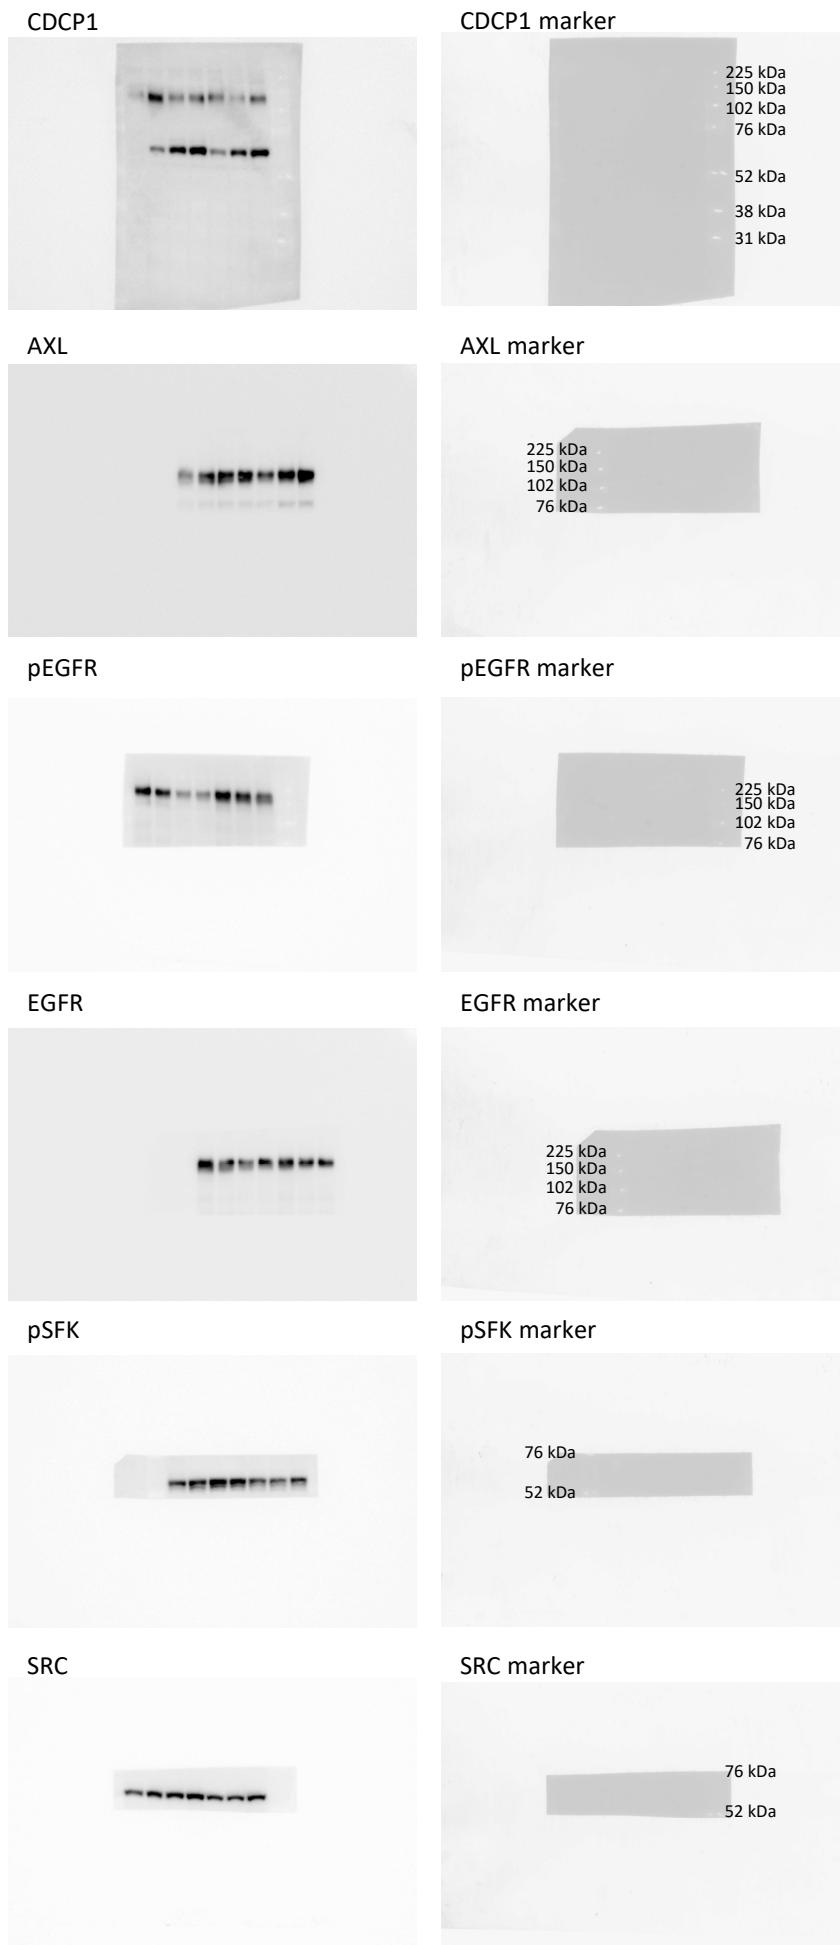 CDCP1
CDCP1 marker
225 kDa
150 kDa
102 kDa
76 kDa
52 kDa
38 kDa
31 kDa
AXL
AXL marker
225 kDa
150 kDa
102 kDa
76 kDa
pEGFR
pEGFR marker
225 kDa
150 kDa
102 kDa
76 kDa
EGFR
EGFR marker
225 kDa
150 kDa
102 kDa
76 kDa
pSFK
pSFK marker
76 kDa
52 kDa
SRC
SRC marker
76 kDa
52 kDa